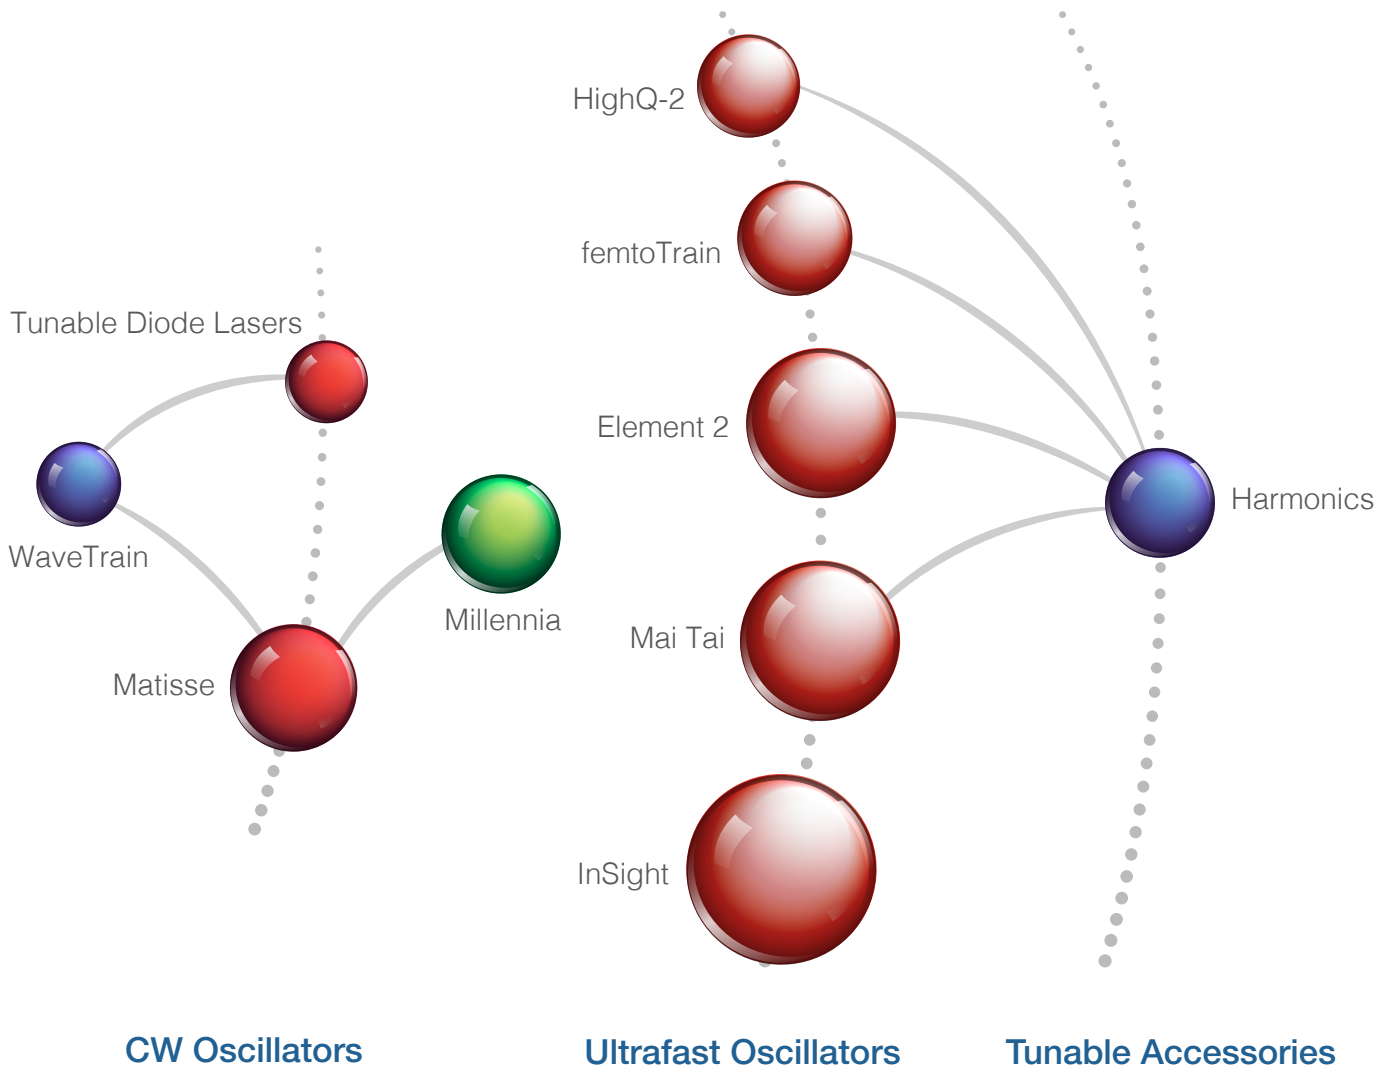 HighQ-2
femtoTrain
Tunable Diode Lasers
Element 2
Harmonics
WaveTrain
Millennia
Mai Tai
Matisse
InSight
CW Oscillators
Ultrafast Oscillators
Tunable Accessories